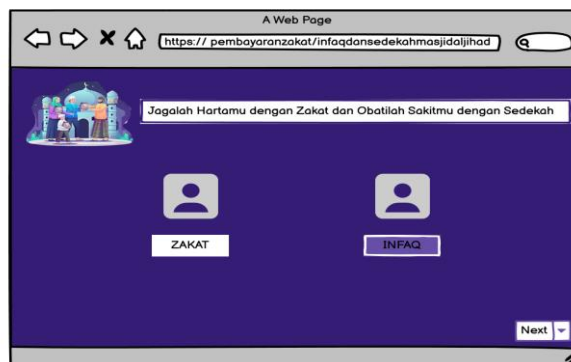 A Web Page
https:// pembayaranzakat/infaqdansedekahmasjidaljihad
Jagalah Hartamu dengan Zakat dan Obatilah Sakitmu dengan Sedekah
ZAKAT
INFAQ
Next